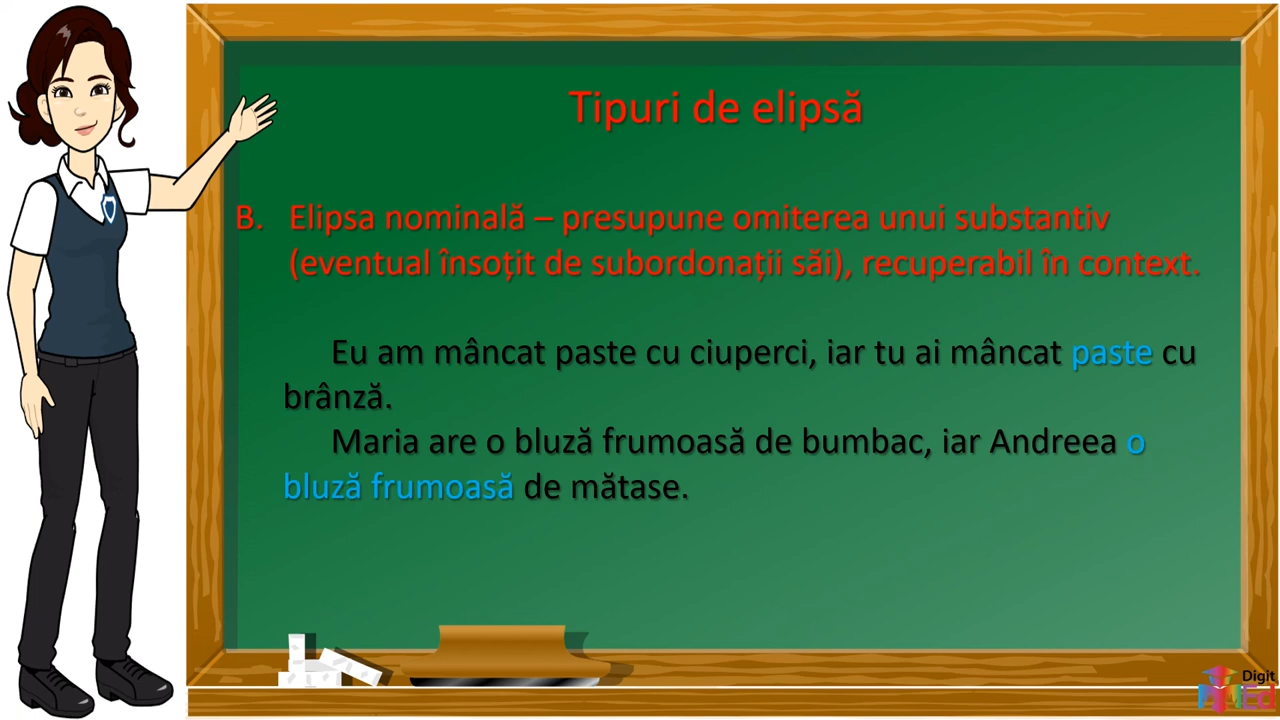 Tipuri de elipsă
B. Elipsa nominală – presupune omiterea unui substantiv
(eventual însoțit de subordonații săi), recuperabil în context.
Eu am mâncat paste cu ciuperci, iar tu ai mâncat paste cu
brânză.
Maria are o bluză frumoasă de bumbac, iar Andreea o
bluză frumoasă de mătase.
Digit